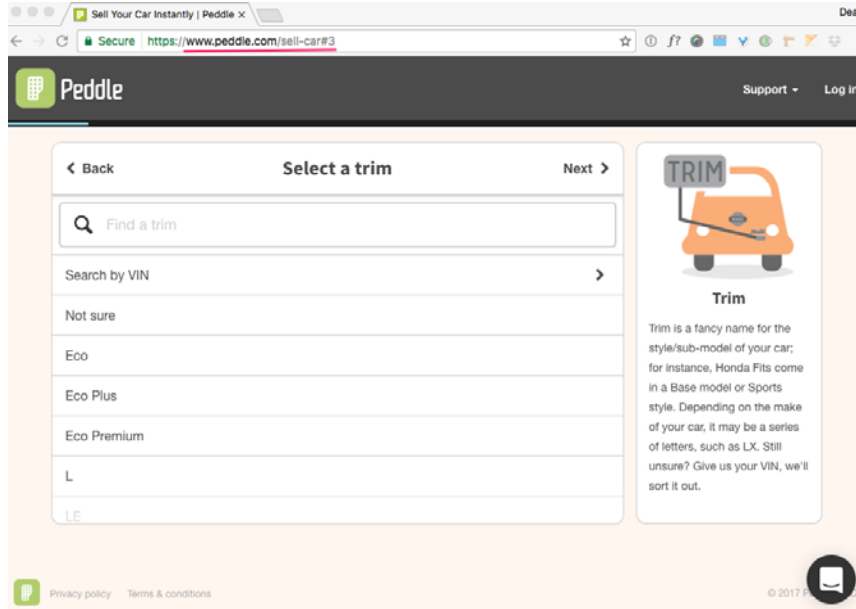 Sell Your Car Instantly | Peddle ×
Dea
Secure https://www.peddle.com/sell-car#3
f?
Peddle
Support
Log in
Back
Select a trim
Next
Find a trim
Search by VIN
Not sure
Eco
Eco Plus
Eco Premium
L
LE
TRIM
Trim
Trim is a fancy name for the
style/sub-model of your car;
for instance, Honda Fits come
in a Base model or Sports
style. Depending on the make
of your car, it may be a series
of letters, such as LX. Still
unsure? Give us your VIN, we'll
sort it out.
Privacy policy Terms & conditions
© 2017 P